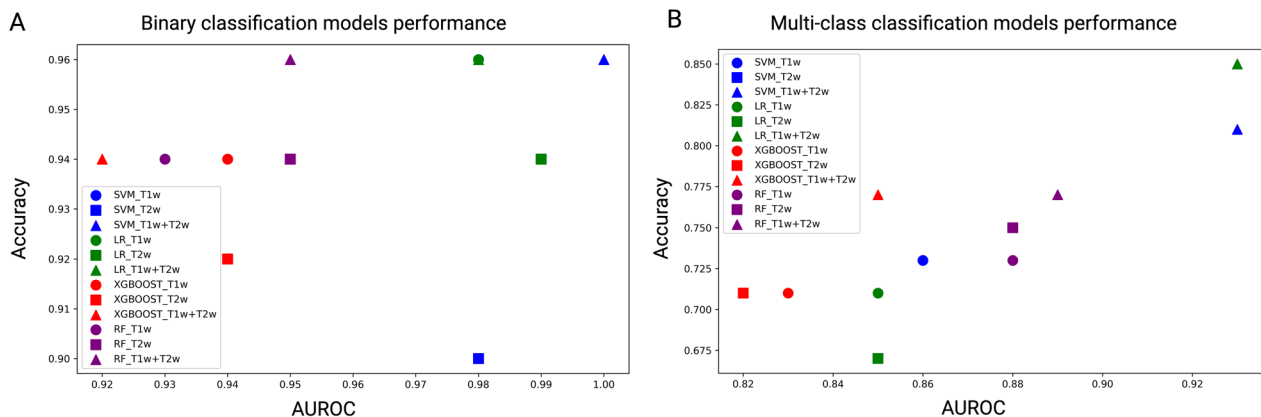 A
Binary classification models performance
Accuracy
0.96
0.95
0.94
0.93
0.92
0.91
0.90
SVM_T1w
SVM_T2w
SVM_T1w+T2w
LR_T1w
LR_T2w
LR_T1w+T2w
XGBOOST_T1w
XGBOOST_T2w
XGBOOST_T1w+T2w
RF_T1w
RF_T2w
RF_T1w+T2w
0.92 0.93 0.94 0.95 0.96 0.97 0.98 0.99 1.00
AUROC
B
Multi-class classification models performance
Accuracy
0.850
0.825
0.800
0.775
0.750
0.725
0.700
0.675
SVM_T1w
SVM_T2w
SVM_T1w+T2w
LR_T1w
LR_T2w
LR_T1w+T2w
XGBOOST_T1w
XGBOOST_T2w
XGBOOST_T1w+T2w
RF_T1w
RF_T2w
RF_T1w+T2w
0.82 0.84 0.86 0.88 0.90 0.92
AUROC